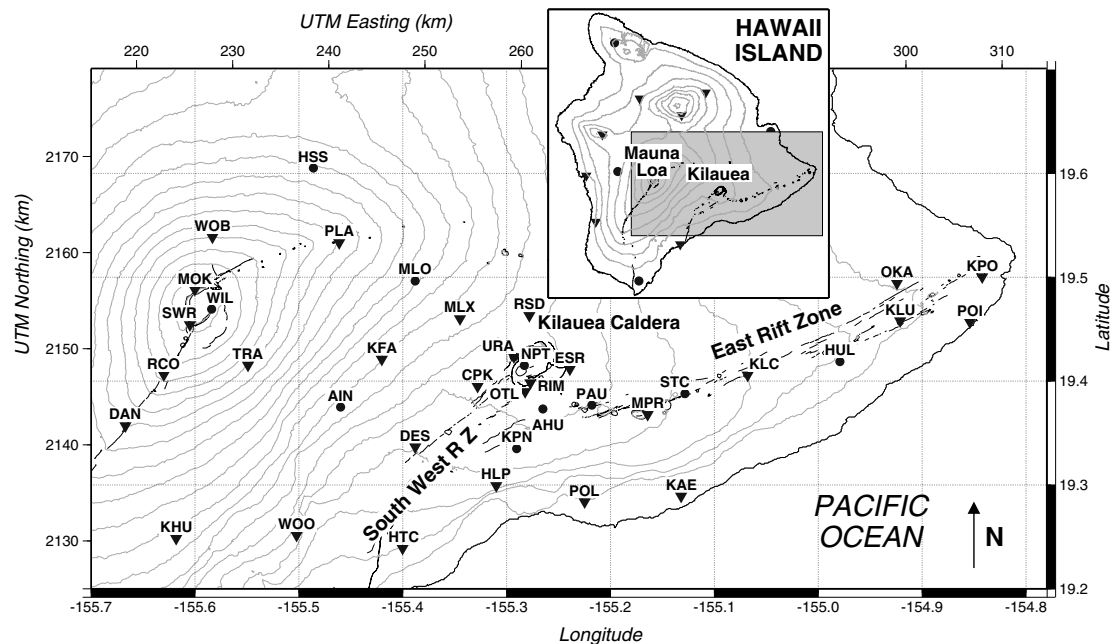 UTM Easting (km)
220 230 240 250 260 300 310
HAWAII
ISLAND
Mauna
Loa
Kilauea
UTM Northing (km)
2170
2160
2150
2140
2130
HSS
WOB
PLA
MLO
MOK
WIL
SWR
MLX
RSD
OKA
KPO
Kilauea Caldera
KLU
POI
East Rift Zone
RCO
TRA
KFA
URA
NPT
ESR
HUL
CPK
RIM
KLC
OTL
PAU
STC
AIN
MPR
DAN
AHU
DES
KPN
South West R Z
HLP
POL
KAE
KHU
WOO
HTC
PACIFIC
OCEAN
N
19.6
19.5
19.4
19.3
19.2
Latitude
-155.7 -155.6 -155.5 -155.4 -155.3 -155.2 -155.1 -155.0 -154.9 -154.8
Longitude